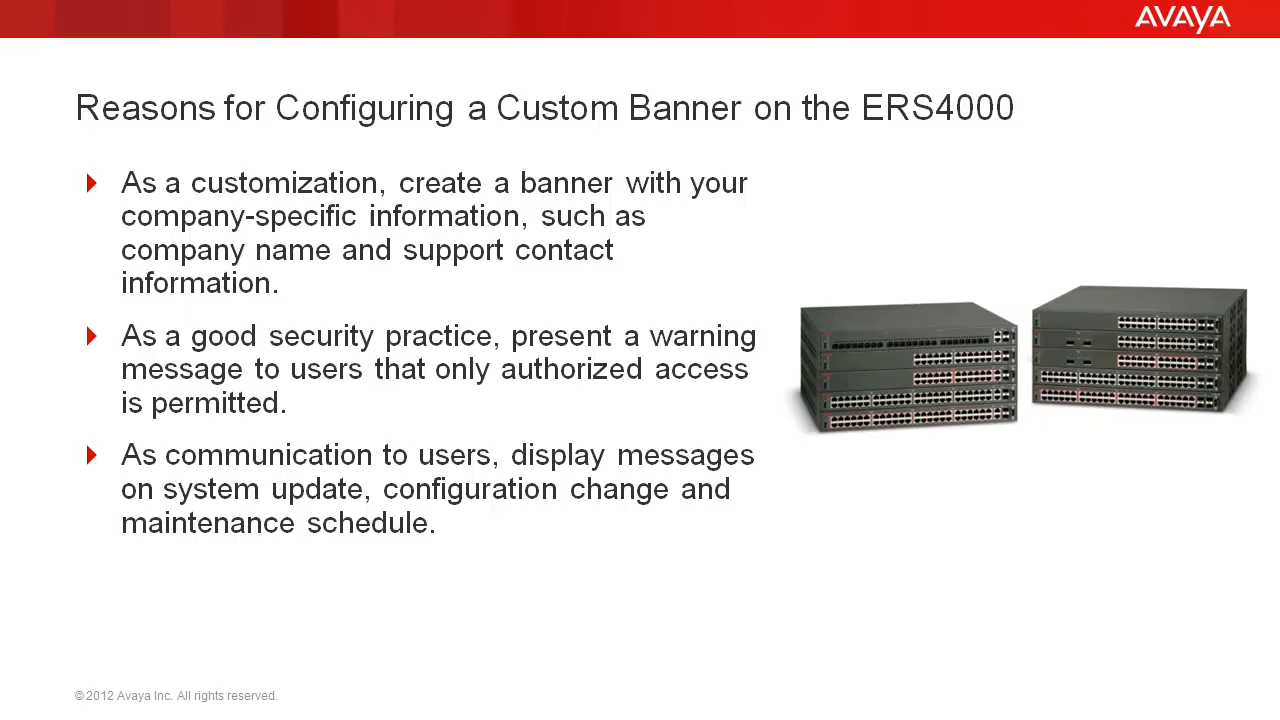 AVAYA
Reasons for Configuring a Custom Banner on the ERS4000
As a customization, create a banner with your
company-specific information, such as
company name and support contact
information.
As a good security practice, present a warning
message to users that only authorized access
is permitted.
As communication to users, display messages
on system update, configuration change and
maintenance schedule.
© 2012 Avaya Inc. All rights reserved.